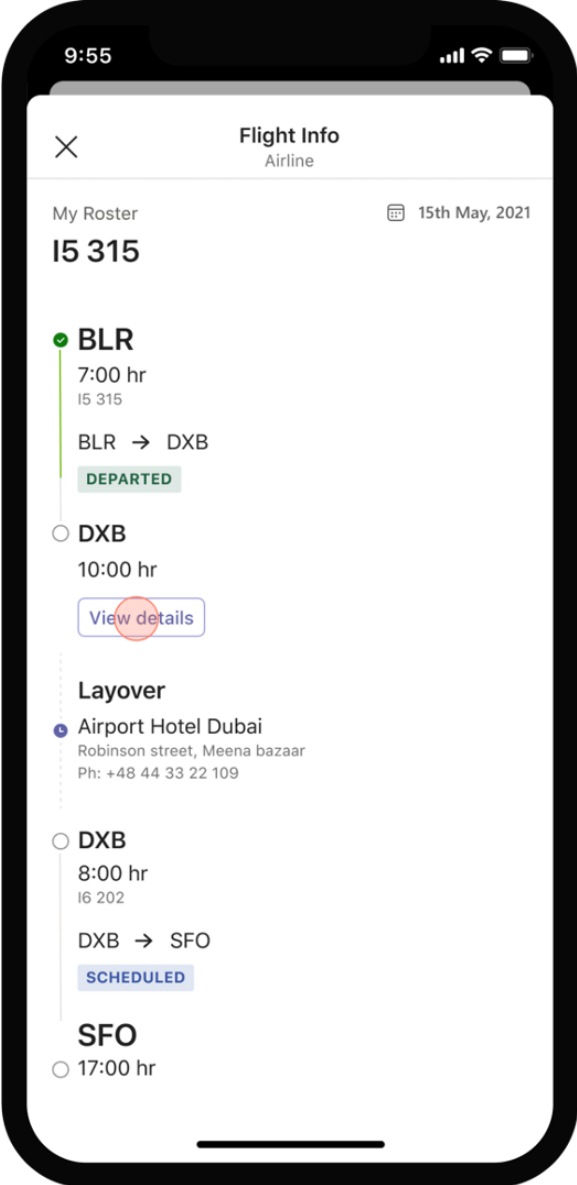 9:55
Flight Info
Airline
My Roster
15th May, 2021
I5 315
BLR
7:00 hr
I5 315
BLR → DXB
DEPARTED
DXB
10:00 hr
View details
Layover
Airport Hotel Dubai
Robinson street, Meena bazaar
Ph: +48 44 33 22 109
DXB
8:00 hr
I6 202
DXB → SFO
SCHEDULED
SFO
17:00 hr